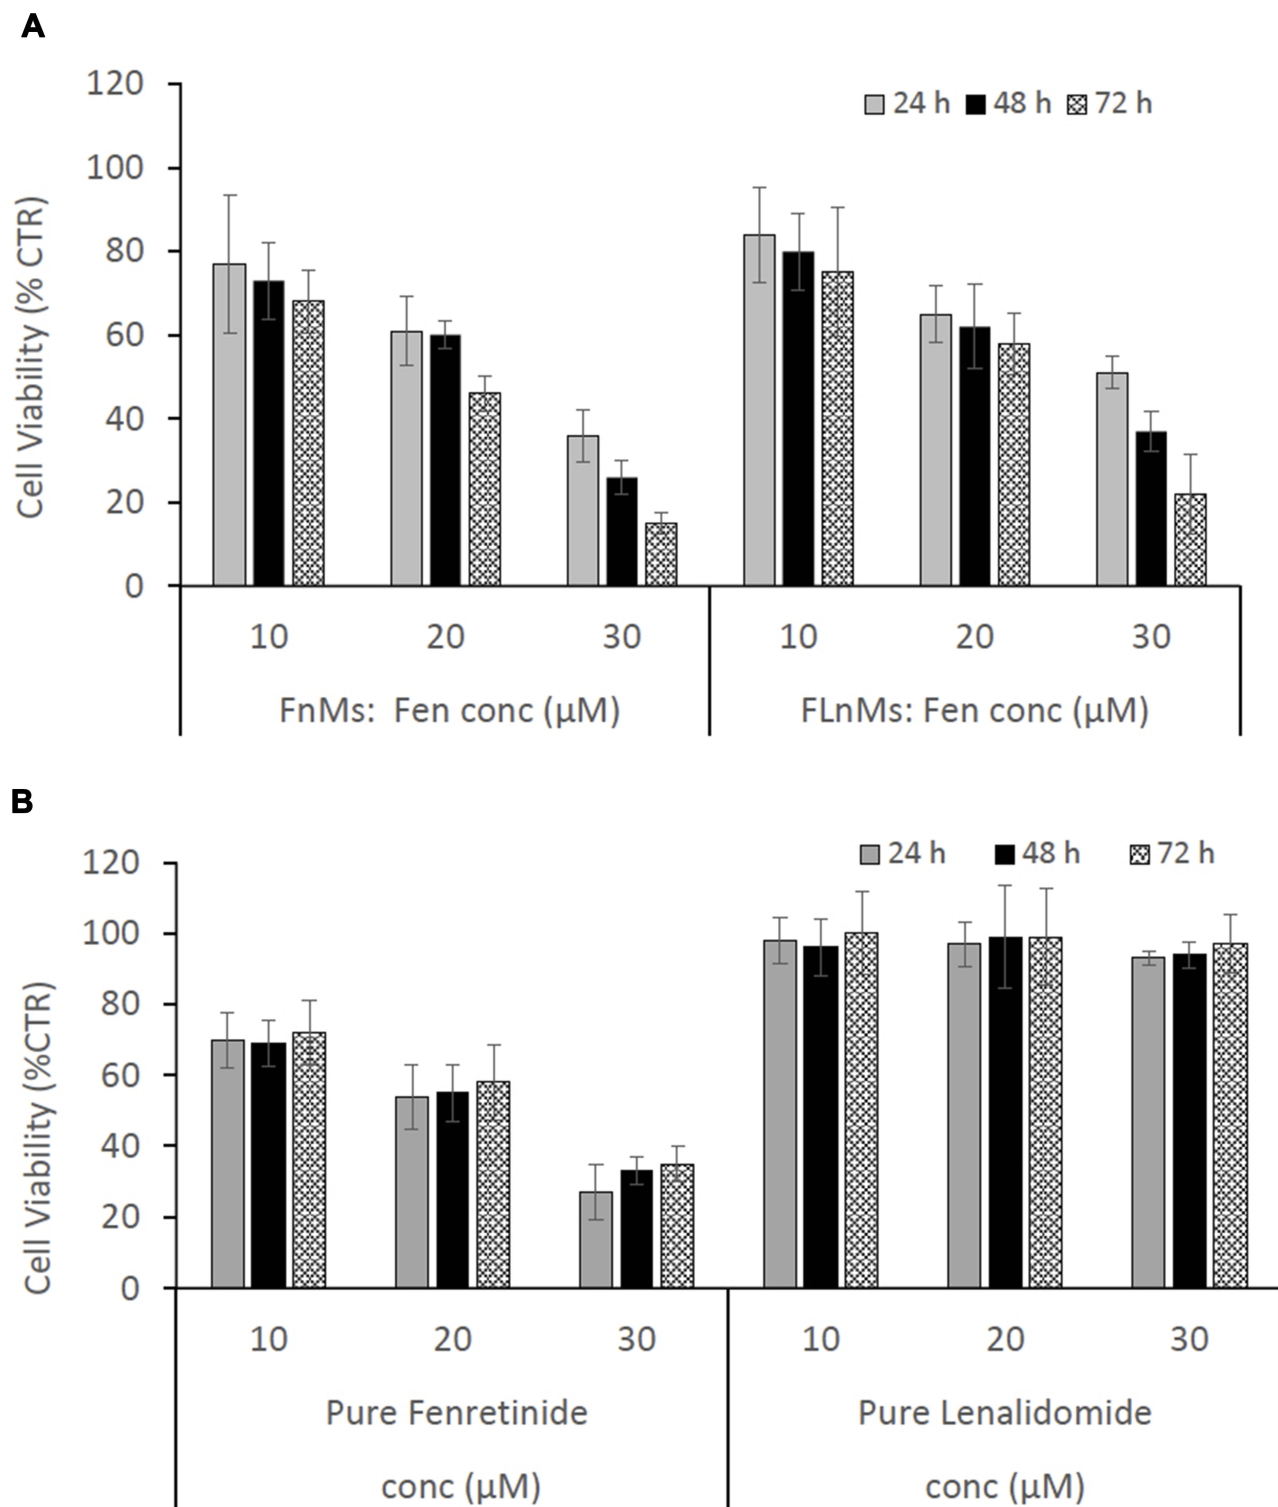 A
120
100
80
60
40
20
0
Cell Viability (% CTR)
24 h 48 h 72 h
10 20 30 10 20 30
FnMs: Fen conc (µM) FLnMs: Fen conc (µM)
B
120
100
80
60
40
20
0
Cell Viability (%CTR)
24 h 48 h 72 h
10 20 30 10 20 30
Pure Fenretinide Pure Lenalidomide
conc (µM) conc (µM)